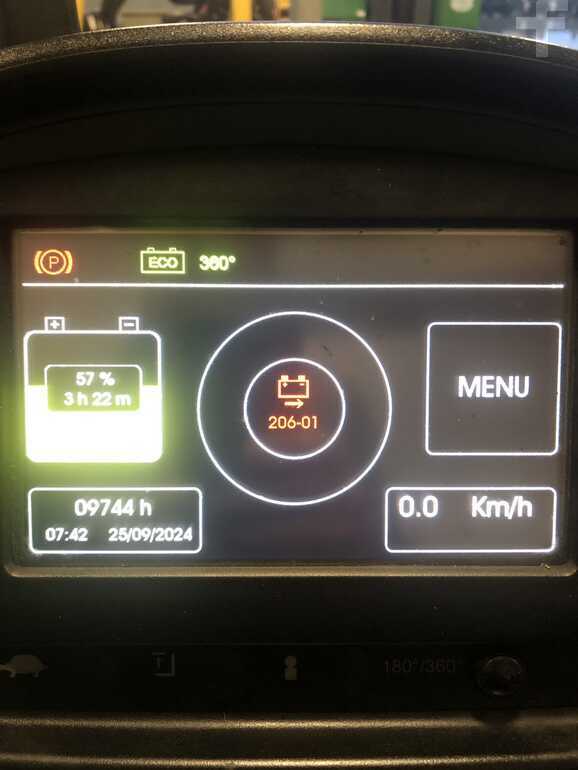 P
ECO 360°
57 %
3 h 22 m
206-01
MENU
09744 h
07:42 25/09/2024
0.0 Km/h
180°/360°